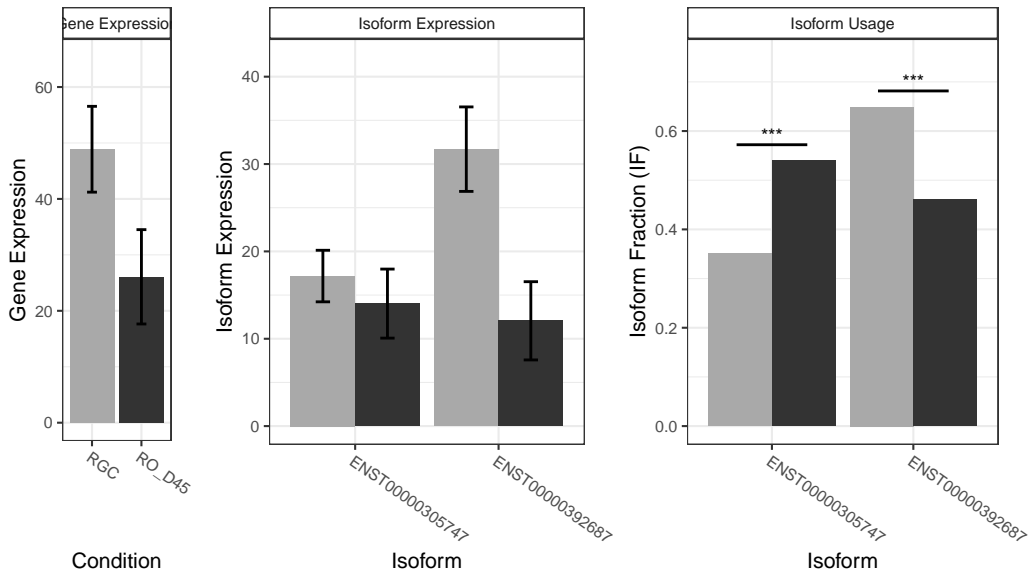 Gene Expression
Gene Expression
60
40
20
0
RGC
RO_D45
Condition
Isoform Expression
Isoform Expression
40
30
20
10
0
ENST00000305747
ENST00000392687
Isoform
Isoform Usage
Isoform Fraction (IF)
0.6
0.4
0.2
0.0
***
***
ENST00000305747
ENST00000392687
Isoform